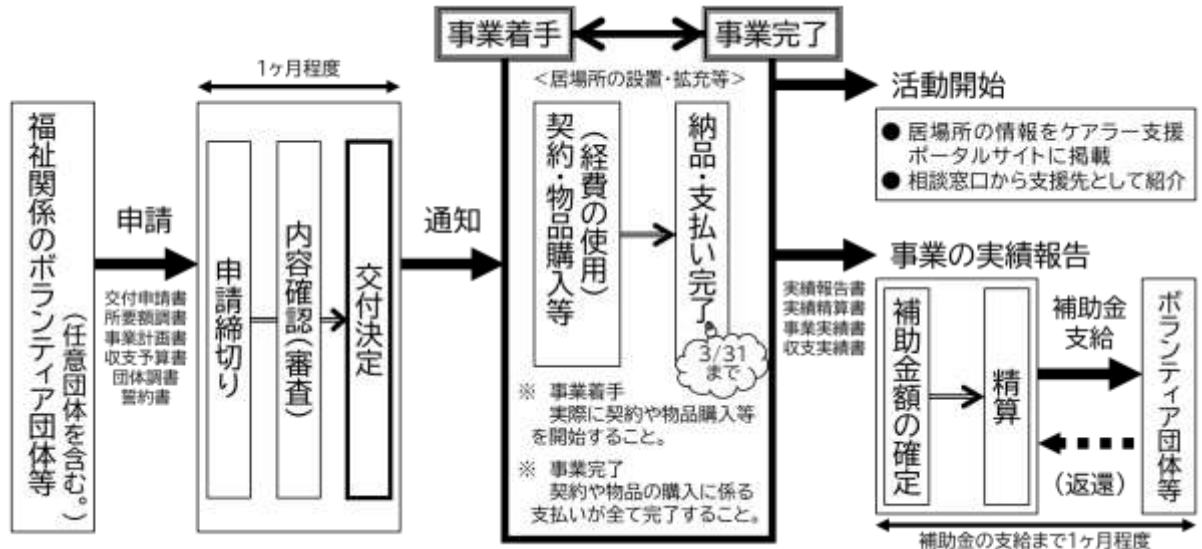 福祉関係のボランティア団体等
(任意団体を含む。)
申請
交付申請書
所要額調書
事業計画書
収支予算書
団体調書
誓約書
1ヶ月程度
申請締切り
内容確認(審査)
交付決定
通知
事業着手
事業完了
<居場所の設置・拡充等>
契約・物品購入等
(経費の使用)
納品・支払い完了
3/31
まで
※ 事業着手
実際に契約や物品購入等
を開始すること。
※ 事業完了
契約や物品の購入に係る
支払いが全て完了すること。
活動開始
● 居場所の情報をケアラー支援
ポータルサイトに掲載
● 相談窓口から支援先として紹介
事業の実績報告
実績報告書
実績精算書
事業実績書
収支実績書
補助金額の確定
精算
補助金
支給
(返還)
ボランティア団体等
補助金の支給まで1ヶ月程度